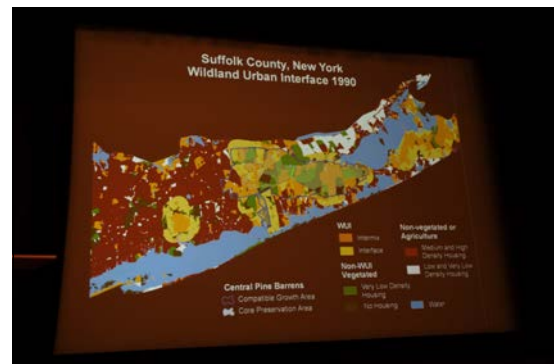 Suffolk County, New York
Wildland Urban Interface 1990
WUI
Intermix
Interface
Non-WUI
Vegetated
Very Low Density
Housing
No Housing
Non-vegetated or
Agriculture
Medium and High
Density Housing
Low and Very Low
Density Housing
Water
Central Pine Barrens
Compatible Growth Area
Core Preservation Area